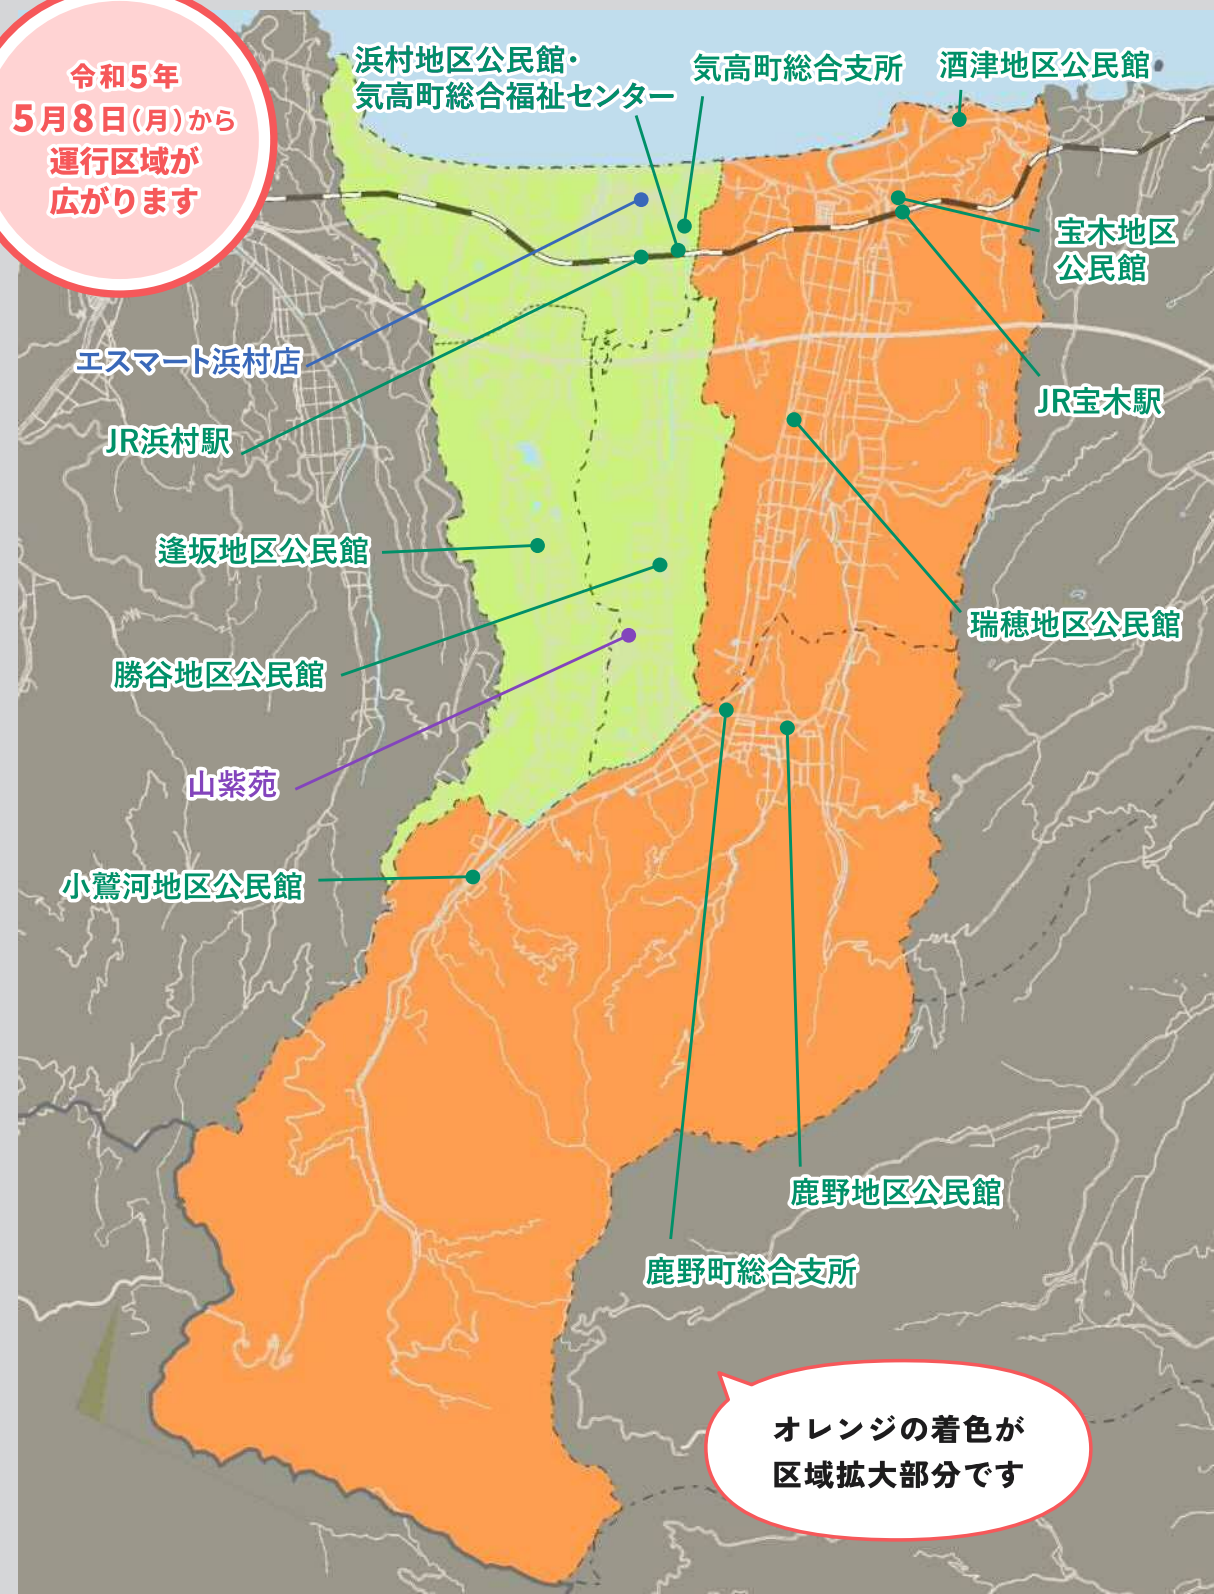 令和5年
5月8日(月)から
運行区域が
広がります
浜村地区公民館・
気高町総合福祉センター
気高町総合支所
酒津地区公民館
宝木地区
公民館
エスマート浜村店
JR宝木駅
JR浜村駅
逢坂地区公民館
瑞穂地区公民館
勝谷地区公民館
山紫苑
小鷲河地区公民館
鹿野地区公民館
鹿野町総合支所
オレンジの着色が
区域拡大部分です